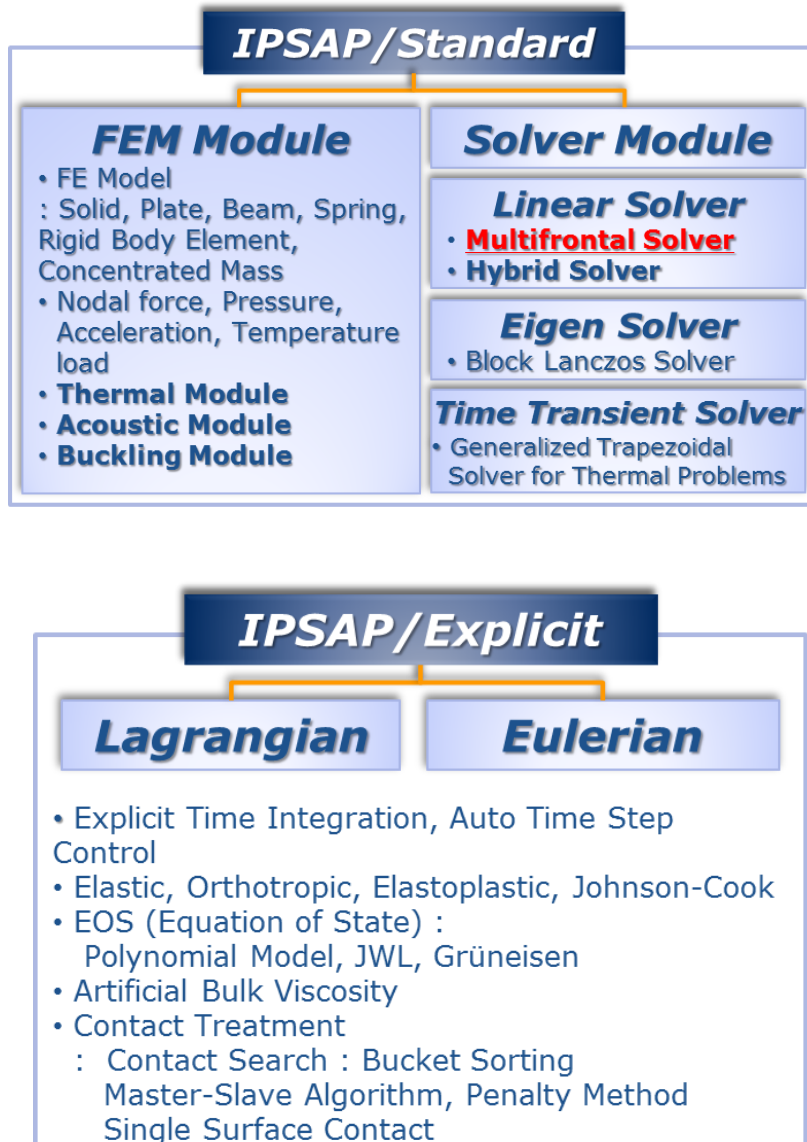 IPSAP/Standard
FEM Module
• FE Model
: Solid, Plate, Beam, Spring,
Rigid Body Element,
Concentrated Mass
• Nodal force, Pressure,
Acceleration, Temperature
load
• Thermal Module
• Acoustic Module
• Buckling Module
Solver Module
Linear Solver
• Multifrontal Solver
• Hybrid Solver
Eigen Solver
• Block Lanczos Solver
Time Transient Solver
• Generalized Trapezoidal
Solver for Thermal Problems
IPSAP/Explicit
Lagrangian
Eulerian
• Explicit Time Integration, Auto Time Step
Control
• Elastic, Orthotropic, Elastoplastic, Johnson-Cook
• EOS (Equation of State) :
Polynomial Model, JWL, Grüneisen
• Artificial Bulk Viscosity
• Contact Treatment
: Contact Search : Bucket Sorting
Master-Slave Algorithm, Penalty Method
Single Surface Contact